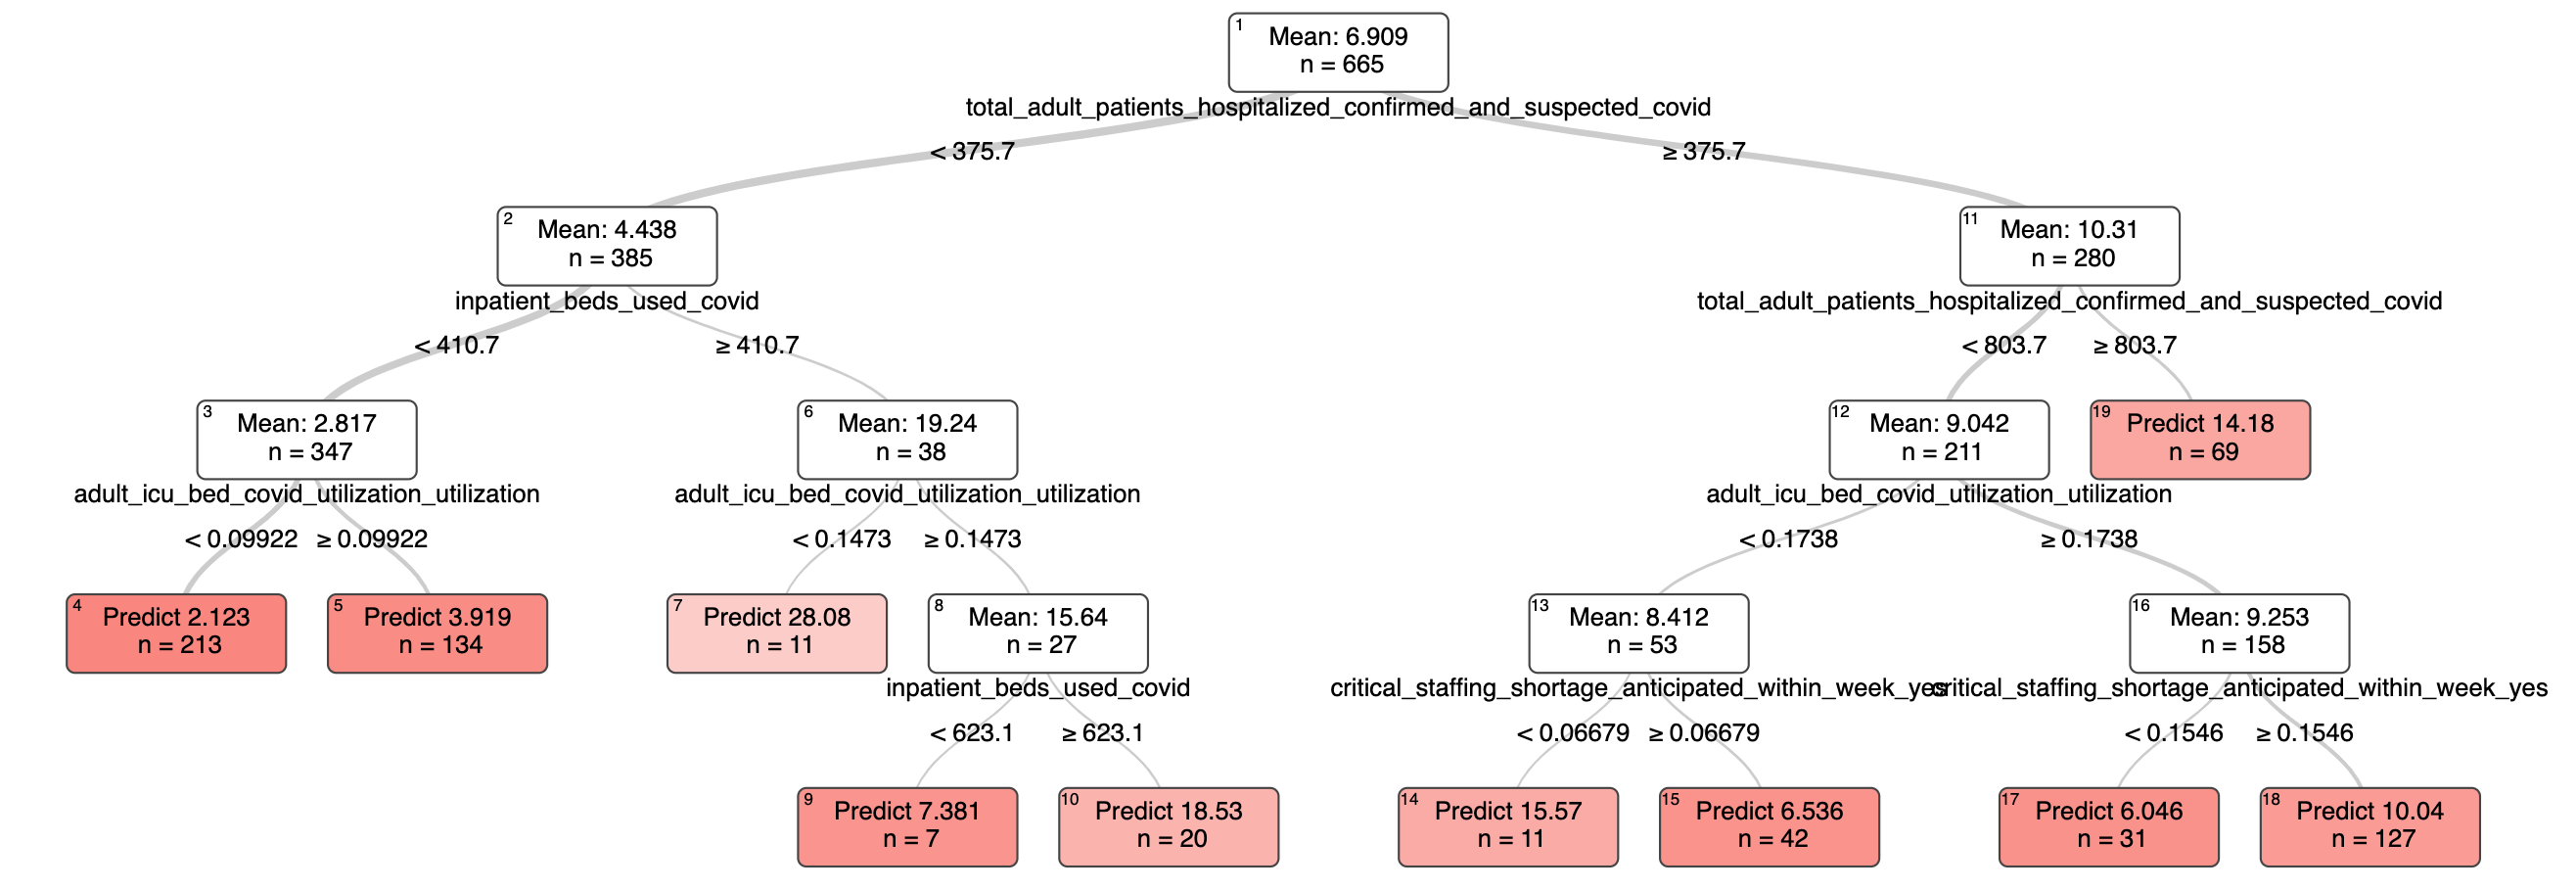 1
Mean: 6.909
n = 665
total_adult_patients_hospitalized_confirmed_and_suspected_covid
< 375.7
≥ 375.7
2
Mean: 4.438
n = 385
inpatient_beds_used_covid
< 410.7
≥ 410.7
11
Mean: 10.31
n = 280
total_adult_patients_hospitalized_confirmed_and_suspected_covid
< 803.7
≥ 803.7
3
Mean: 2.817
n = 347
adult_icu_bed_covid_utilization_utilization
< 0.09922
≥ 0.09922
6
Mean: 19.24
n = 38
adult_icu_bed_covid_utilization_utilization
< 0.1473
≥ 0.1473
12
Mean: 9.042
n = 211
adult_icu_bed_covid_utilization_utilization
< 0.1738
≥ 0.1738
19
Predict 14.18
n = 69
4
Predict 2.123
n = 213
5
Predict 3.919
n = 134
7
Predict 28.08
n = 11
8
Mean: 15.64
n = 27
inpatient_beds_used_covid
< 623.1
≥ 623.1
13
Mean: 8.412
n = 53
critical_staffing_shortage_anticipated_within_week_yes
< 0.06679
≥ 0.06679
16
Mean: 9.253
n = 158
critical_staffing_shortage_anticipated_within_week_yes
< 0.1546
≥ 0.1546
9
Predict 7.381
n = 7
10
Predict 18.53
n = 20
14
Predict 15.57
n = 11
15
Predict 6.536
n = 42
17
Predict 6.046
n = 31
18
Predict 10.04
n = 127